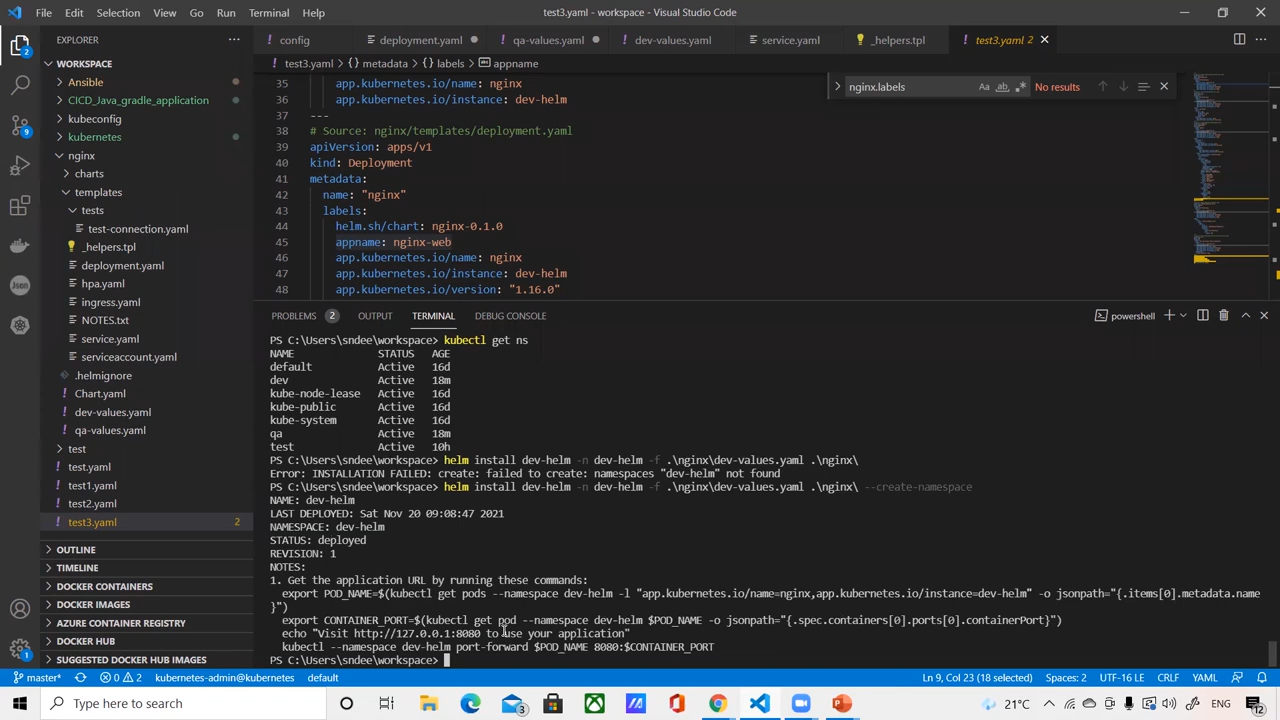 File Edit Selection View Go Run Terminal Help
test3.yaml - workspace - Visual Studio Code
EXPLORER
config
deployment.yaml
qa-values.yaml
dev-values.yaml
service.yaml
_helpers.tpl
test3.yaml 2
test3.yaml > {} metadata > {} labels > appname
nginx.labels
No results
WORKSPACE
Ansible
CICD_Java_gradle_application
kubeconfig
kubernetes
nginx
charts
templates
tests
test-connection.yaml
_helpers.tpl
deployment.yaml
hpa.yaml
ingress.yaml
NOTES.txt
service.yaml
serviceaccount.yaml
.helmignore
Chart.yaml
dev-values.yaml
qa-values.yaml
test
test.yaml
test1.yaml
test2.yaml
test3.yaml 2
OUTLINE
TIMELINE
DOCKER CONTAINERS
DOCKER IMAGES
AZURE CONTAINER REGISTRY
DOCKER HUB
SUGGESTED DOCKER HUB IMAGES
2
9
35 app.kubernetes.io/name: nginx
36 app.kubernetes.io/instance: dev-helm
37 ---
38 # Source: nginx/templates/deployment.yaml
39 apiVersion: apps/v1
40 kind: Deployment
41 metadata:
42 name: "nginx"
43 labels:
44 helm.sh/chart: nginx-0.1.0
45 appname: nginx-web
46 app.kubernetes.io/name: nginx
47 app.kubernetes.io/instance: dev-helm
48 app.kubernetes.io/version: "1.16.0"
PROBLEMS 2 OUTPUT TERMINAL DEBUG CONSOLE
powershell
PS C:\Users\sndee\workspace> kubectl get ns
NAME STATUS AGE
default Active 16d
dev Active 18m
kube-node-lease Active 16d
kube-public Active 16d
kube-system Active 16d
qa Active 18m
test Active 10h
PS C:\Users\sndee\workspace> helm install dev-helm -n dev-helm -f .\nginx\dev-values.yaml .\nginx\
Error: INSTALLATION FAILED: create: failed to create: namespaces "dev-helm" not found
PS C:\Users\sndee\workspace> helm install dev-helm -n dev-helm -f .\nginx\dev-values.yaml .\nginx\ --create-namespace
NAME: dev-helm
LAST DEPLOYED: Sat Nov 20 09:08:47 2021
NAMESPACE: dev-helm
STATUS: deployed
REVISION: 1
NOTES:
1. Get the application URL by running these commands:
export POD_NAME=$(kubectl get pods --namespace dev-helm -l "app.kubernetes.io/name=nginx,app.kubernetes.io/instance=dev-helm" -o jsonpath="{.items[0].metadata.name
}")
export CONTAINER_PORT=$(kubectl get pod --namespace dev-helm $POD_NAME -o jsonpath="{.spec.containers[0].ports[0].containerPort}")
echo "Visit http://127.0.0.1:8080 to use your application"
kubectl --namespace dev-helm port-forward $POD_NAME 8080:$CONTAINER_PORT
PS C:\Users\sndee\workspace>
master* 0 2 kubernetes-admin@kubernetes default
Ln 9, Col 23 (18 selected) Spaces: 2 UTF-16 LE CRLF YAML
Type here to search
3
21°C
ENG
12